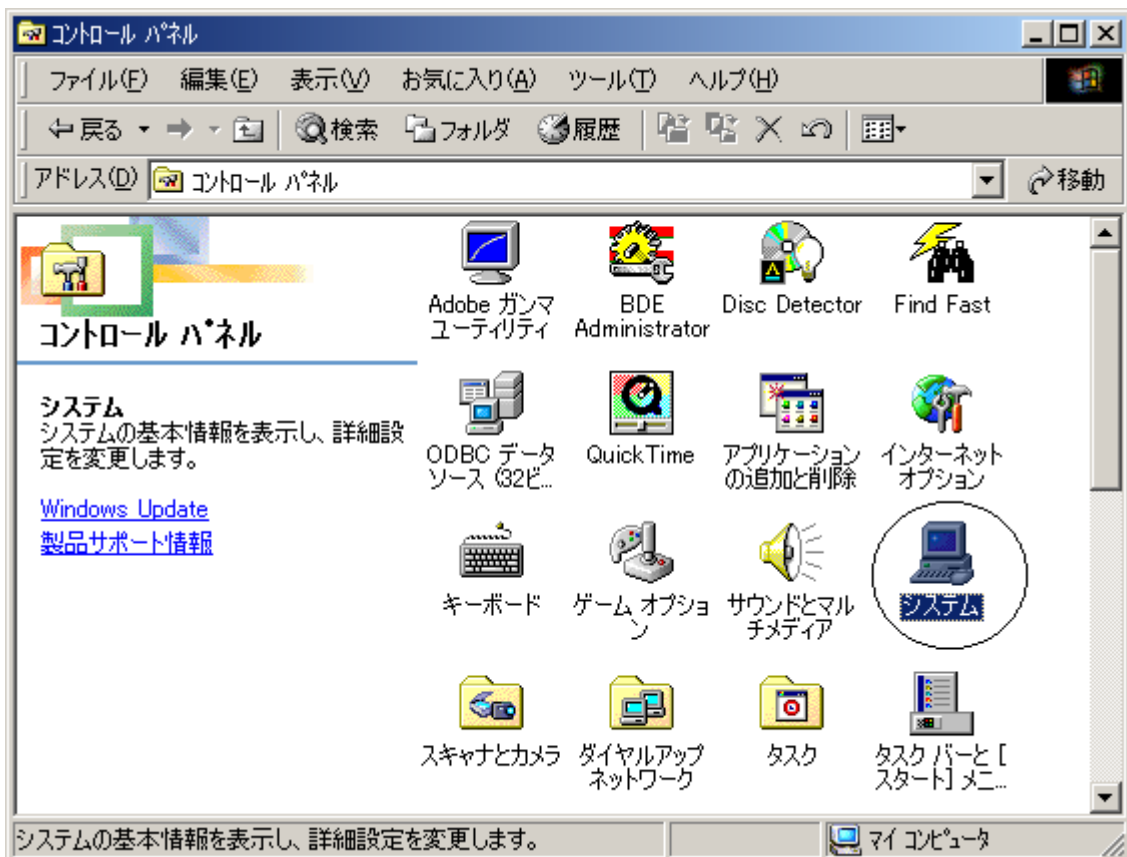 コントロール パネル
ファイル(F) 編集(E) 表示(V) お気に入り(A) ツール(T) ヘルプ(H)
戻る 検索 フォルダ 履歴
アドレス(D) コントロール パネル 移動
コントロール パネル
システム
システムの基本情報を表示し、詳細設
定を変更します。
Windows Update
製品サポート情報
Adobe ガンマ
ユーティリティ
BDE
Administrator
Disc Detector
Find Fast
ODBC データ
ソース (32ビ...
QuickTime
アプリケーション
の追加と削除
インターネット
オプション
キーボード
ゲーム オプショ
ン
サウンドとマル
チメディア
システム
スキャナとカメラ
ダイヤルアップ
ネットワーク
タスク
タスク バーと [
スタート] メニ...
システムの基本情報を表示し、詳細設定を変更します。 マイ コンピュータ